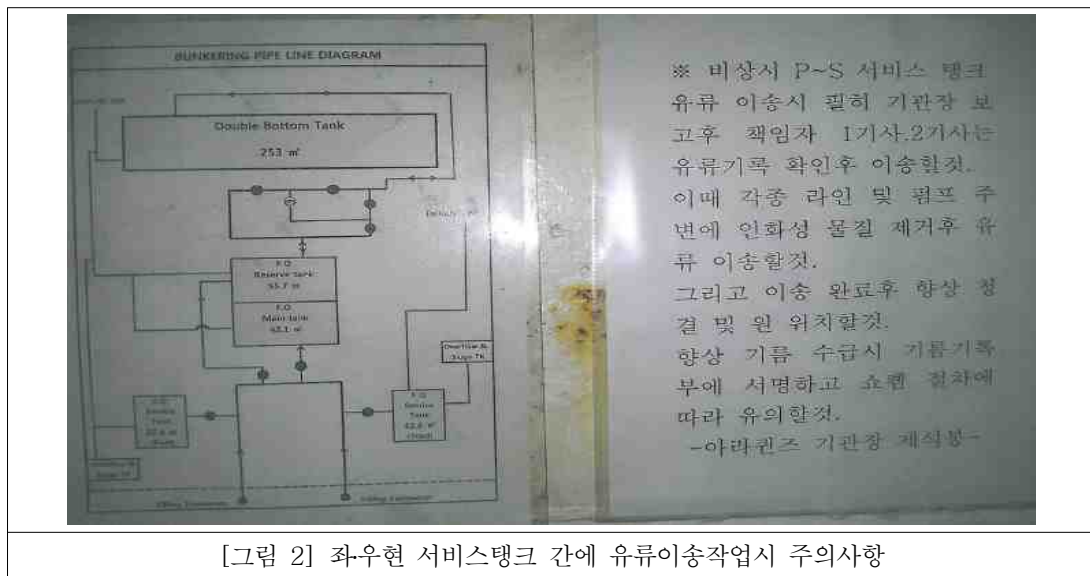 BUNKERING PIPE LINE DIAGRAM
Double Bottom Tank
253 ㎥
F.O
Reserve tank
55.7 ㎥
F.O
Main tank
Overflow &
F.O
Service
Tank
F.O
Service
Tank
※ 비상시 P~S 서비스 탱크
유류 이송시 필히 기관장 보
고후 책임자 1기사.2기사는
유류기록 확인후 이송할것.
이때 각종 라인 및 펌프 주
변에 인화성 물질 제거후 유
류 이송할것.
그리고 이송 완료후 항상 청
결 및 원 위치할것.
항상 기름 수급시 기름기록
부에 서명하고 쇼펩 절차에
따라 유의할것.
-아라퀸즈 기관장 제식봉-
[그림 2] 좌·우현 서비스탱크 간에 유류이송작업시 주의사항